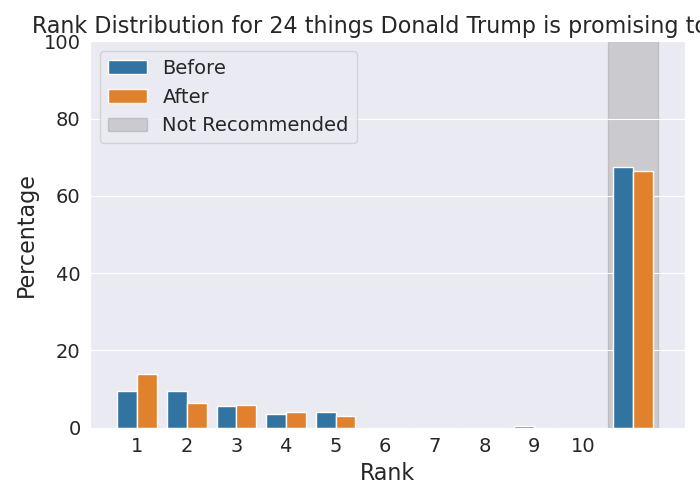 Rank Distribution for 24 things Donald Trump is promising to
100
80
60
40
20
0
Percentage
Before
After
Not Recommended
1 2 3 4 5 6 7 8 9 10
Rank